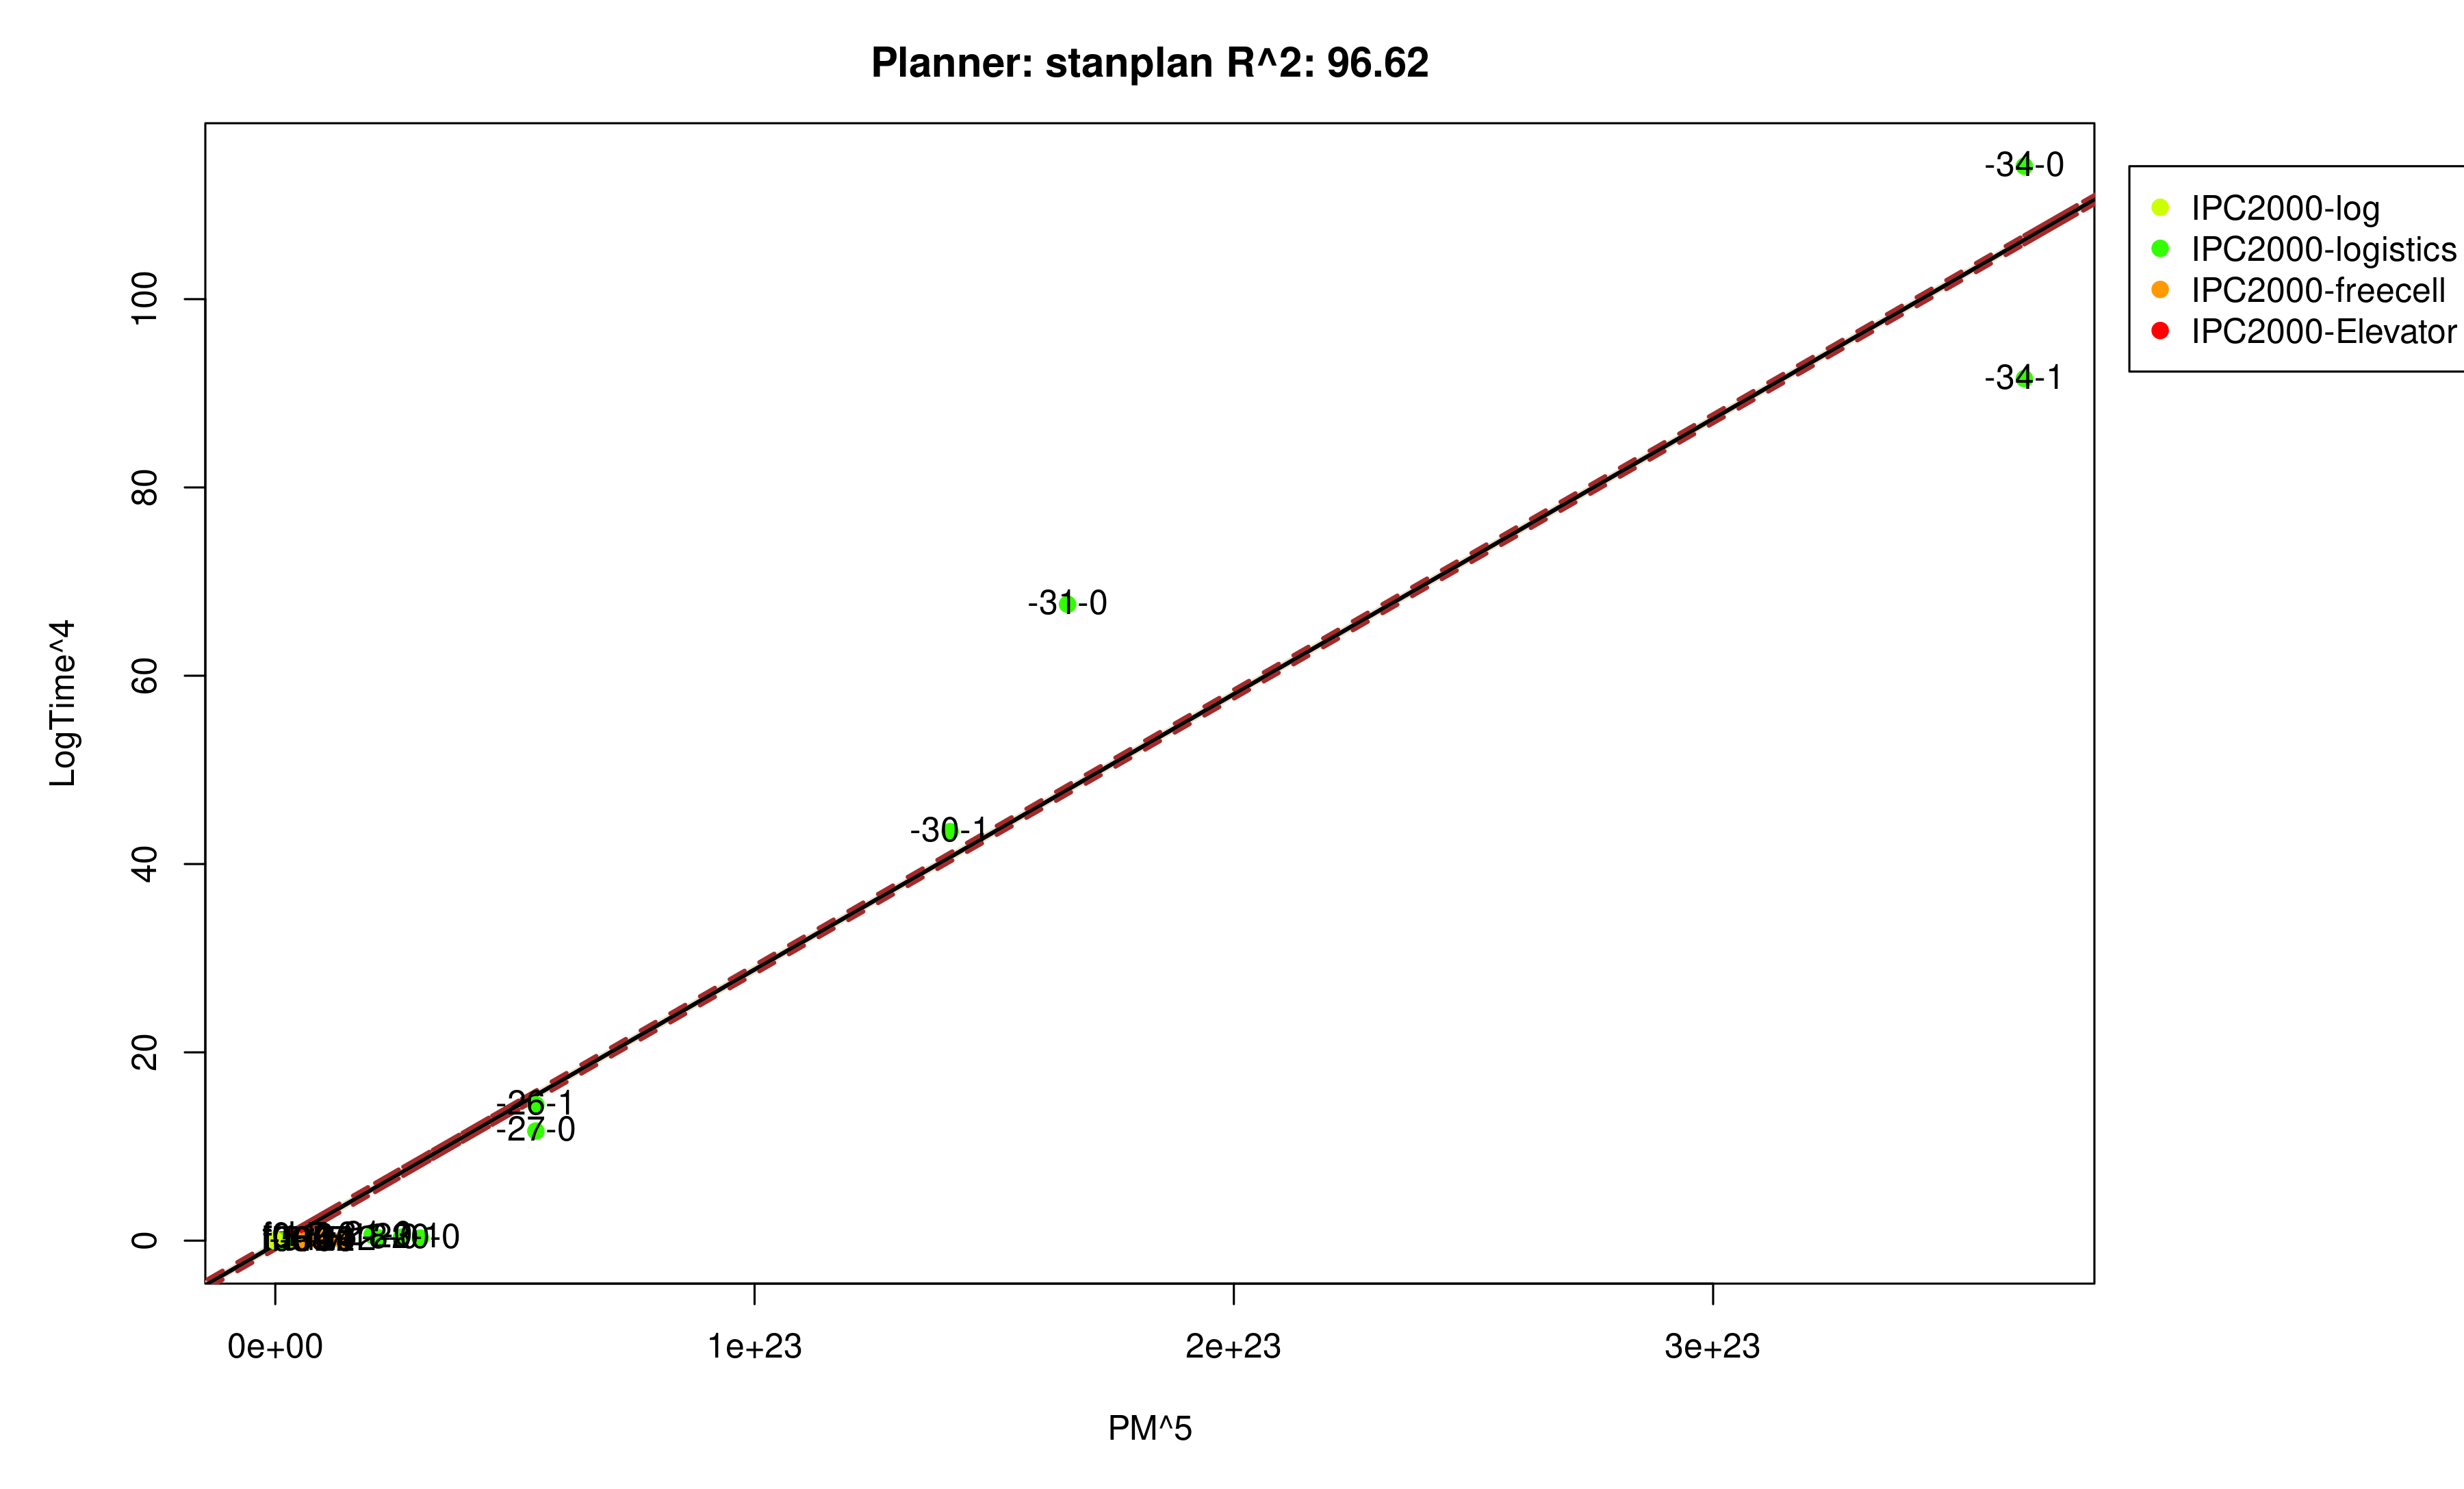 Planner: stanplan R^2: 96.62
-34-0
-34-1
-31-0
-30-1
-26-1
-27-0
LogTime^4
0
20
40
60
80
100
0e+00
1e+23
2e+23
3e+23
PM^5
IPC2000-log
IPC2000-logistics
IPC2000-freecell
IPC2000-Elevator